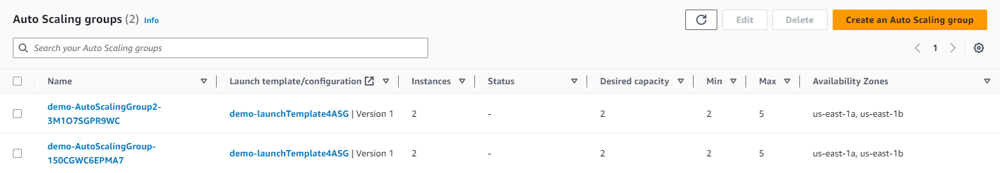 Auto Scaling groups (2) Info
Edit
Delete
Create an Auto Scaling group
Search your Auto Scaling groups
1
Name Launch template/configuration Instances Status Desired capacity Min Max Availability Zones
demo-AutoScalingGroup2-
3M1O7SGPR9WC
demo-launchTemplate4ASG | Version 1 2 - 2 2 5 us-east-1a, us-east-1b
demo-AutoScalingGroup-
150CGWC6EPMA7
demo-launchTemplate4ASG | Version 1 2 - 2 2 5 us-east-1a, us-east-1b